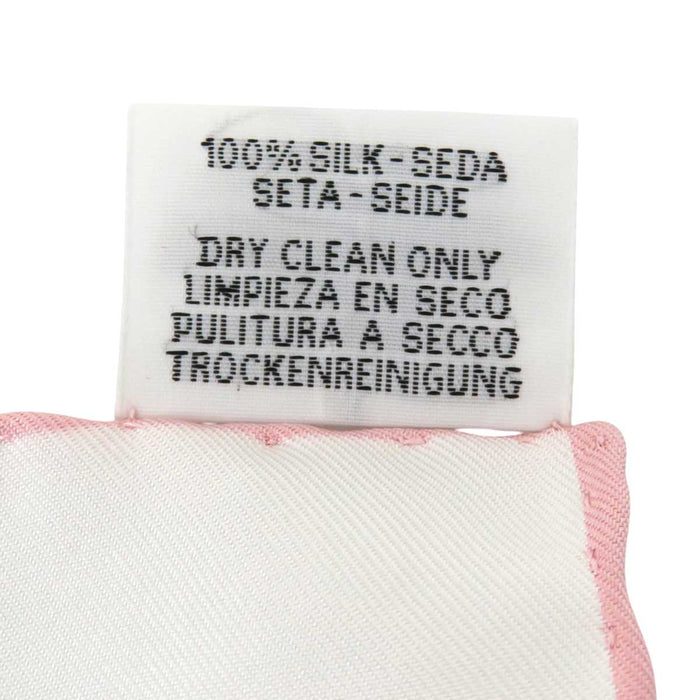 100% SILK-SEDA
SETA-SEIDE
DRY CLEAN ONLY
LIMPIEZA EN SECO
PULITURA A SECCO
TROCKENREINIGUNG